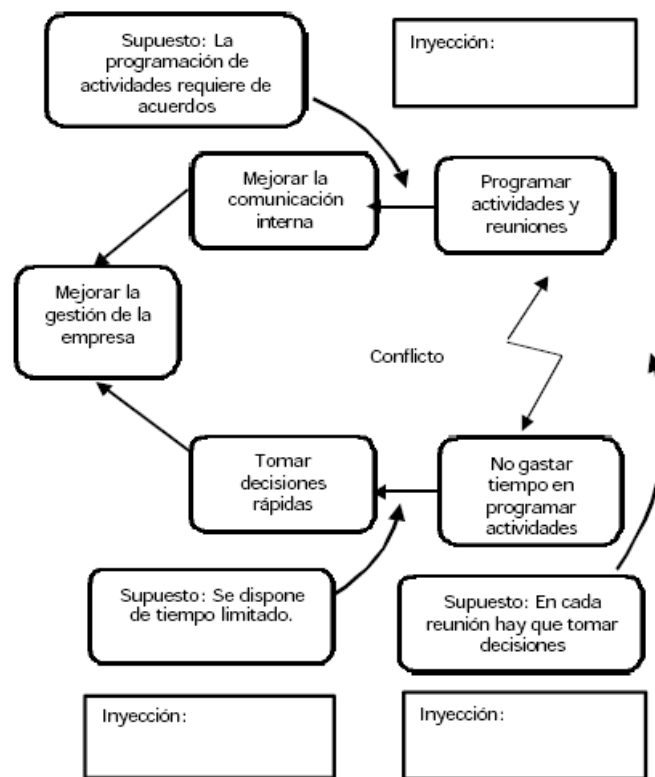 Supuesto: La
programación de
actividades requiere de
acuerdos
Inyección:
Mejorar la
comunicación
interna
Programar
actividades y
reuniones
Mejorar la
gestión de la
empresa
Conflicto
Tomar
decisiones
rápidas
No gastar
tiempo en
programar
actividades
Supuesto: Se dispone
de tiempo limitado.
Supuesto: En cada
reunión hay que tomar
decisiones
Inyección:
Inyección: